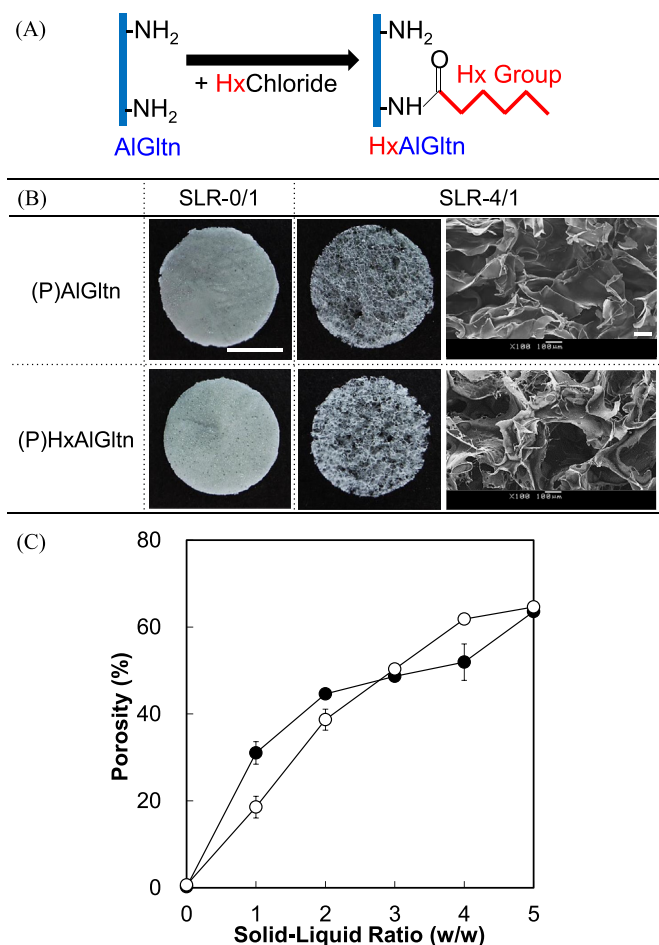 (A)
-NH2
-NH2
AlGltn
+ HxChloride
-NH2
O
-NH
Hx Group
HxAlGltn
(B)
SLR-0/1
SLR-4/1
(P)AlGltn
X100 100μm
(P)HxAlGltn
X100 100μm
(C)
80
60
40
20
0
Porosity (%)
0 1 2 3 4 5
Solid-Liquid Ratio (w/w)